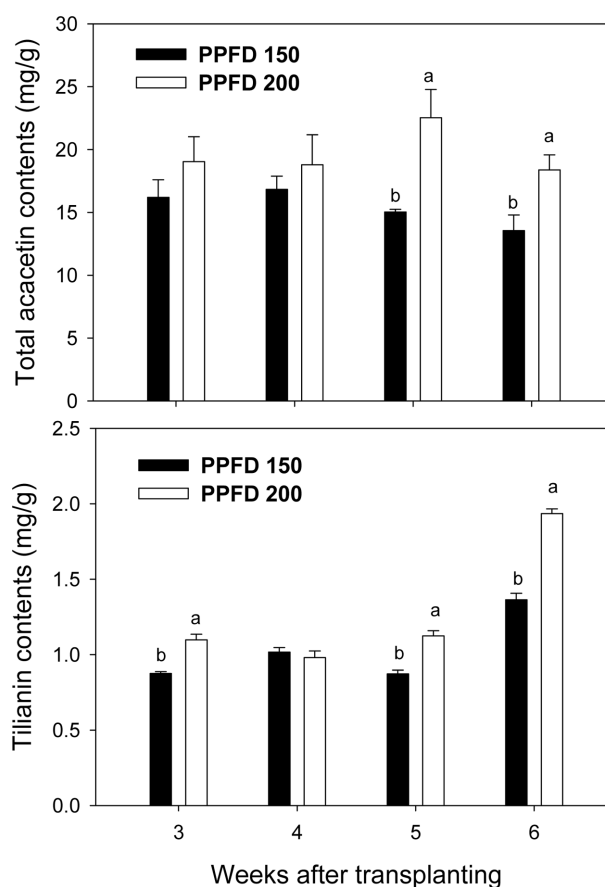 Total acacetin contents (mg/g)
30
25
20
15
10
5
0
PPFD 150
PPFD 200
a
a
b
b
Tilianin contents (mg/g)
2.5
2.0
1.5
1.0
0.5
0.0
PPFD 150
PPFD 200
a
b
a
b
a
b
3 4 5 6
Weeks after transplanting